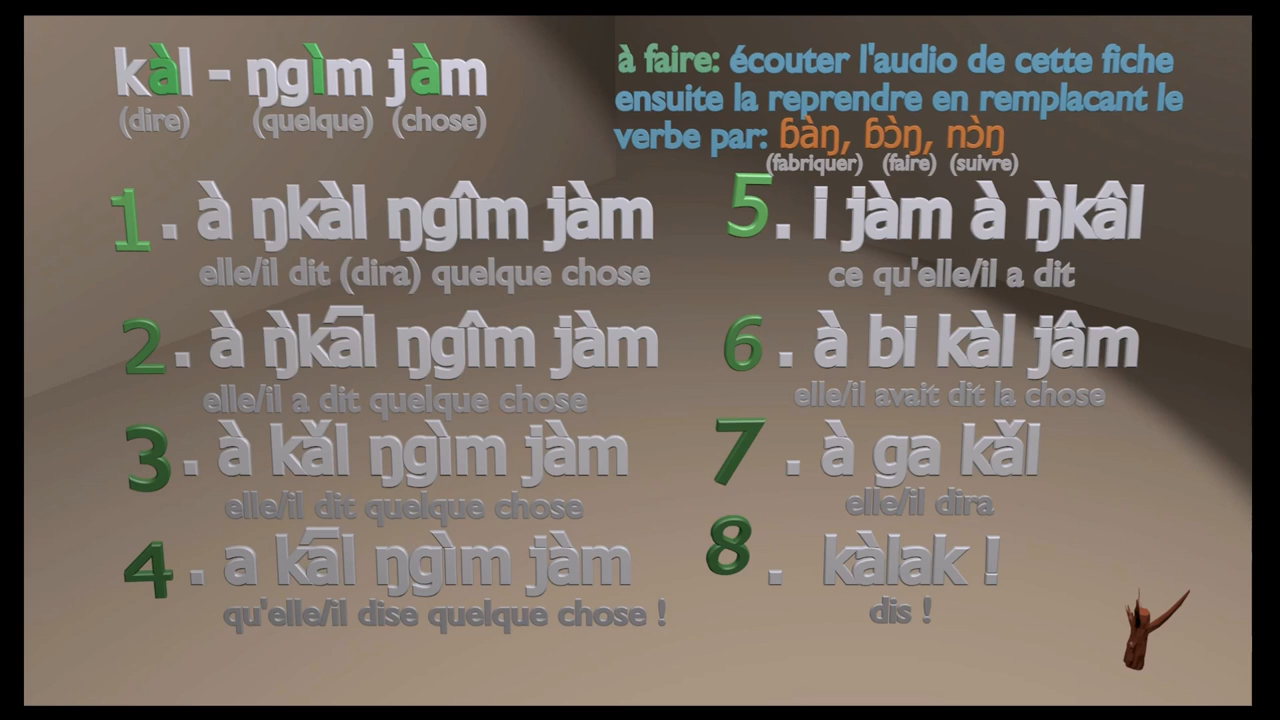 kàl - ŋgìm jàm
(dire) (quelque) (chose)
à faire: écouter l'audio de cette fiche
ensuite la reprendre en remplacant le
verbe par: ɓàŋ, ɓɔ̀ŋ, nɔ̀ŋ
(fabriquer) (faire) (suivre)
1. à ŋkàl ŋgîm jàm
elle/il dit (dira) quelque chose
2. à ŋ̀kā̂l ŋgîm jàm
elle/il a dit quelque chose
3. à kǎl ŋgìm jàm
elle/il dit quelque chose
4. a kā̂l ŋgìm jàm
qu'elle/il dise quelque chose !
5. i jàm à ŋ̀kâl
ce qu'elle/il a dit
6. à bi kàl jâm
elle/il avait dit la chose
7. à ga kǎl
elle/il dira
8. kàlak !
dis !